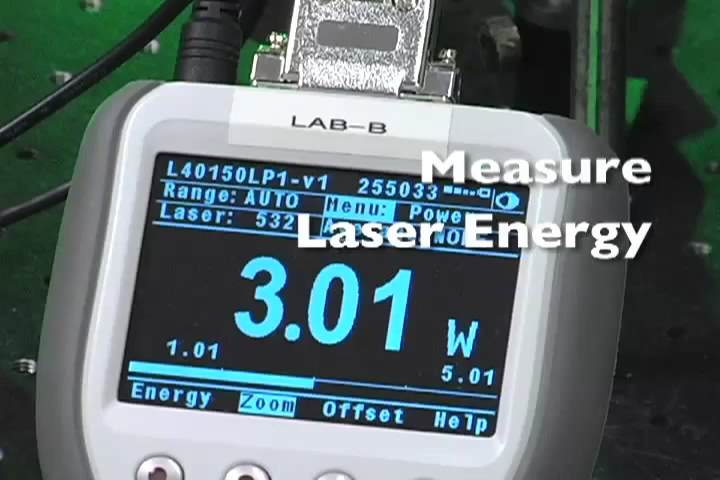 LAB-B
L40150LP1-v1 255033
Range: AUTO Menu: Power
Laser: 532 NONE
Measure
Laser Energy
3.01 W
1.01 5.01
Energy Zoom Offset Help